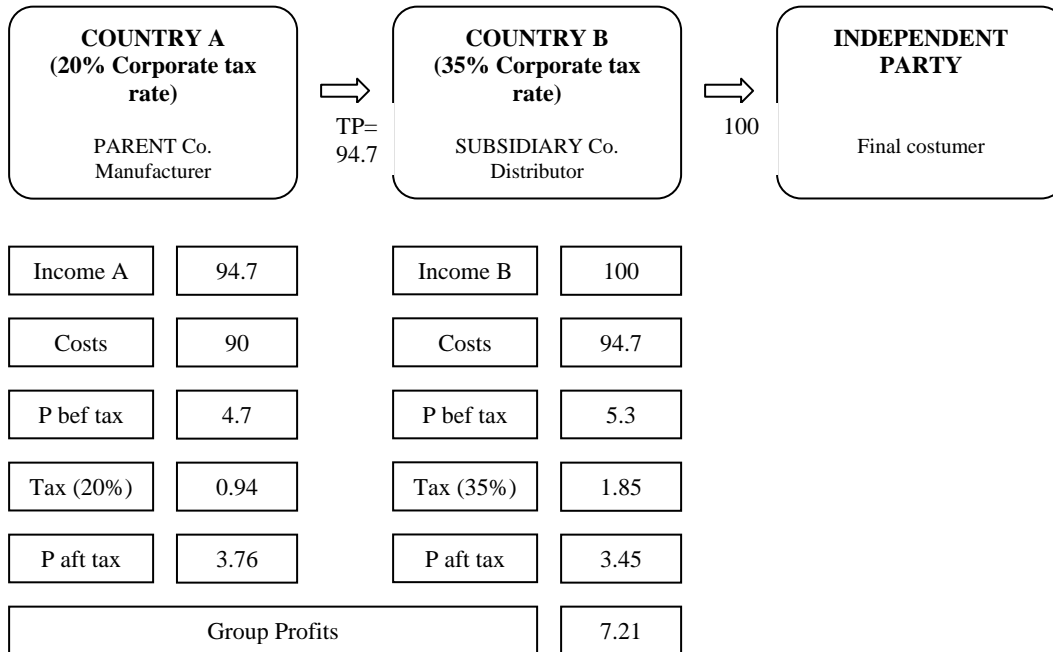 COUNTRY A
(20% Corporate tax
rate)
PARENT Co.
Manufacturer
TP=
94.7
COUNTRY B
(35% Corporate tax
rate)
SUBSIDIARY Co.
Distributor
100
INDEPENDENT
PARTY
Final costumer
Income A 94.7 Income B 100
Costs 90 Costs 94.7
P bef tax 4.7 P bef tax 5.3
Tax (20%) 0.94 Tax (35%) 1.85
P aft tax 3.76 P aft tax 3.45
Group Profits 7.21